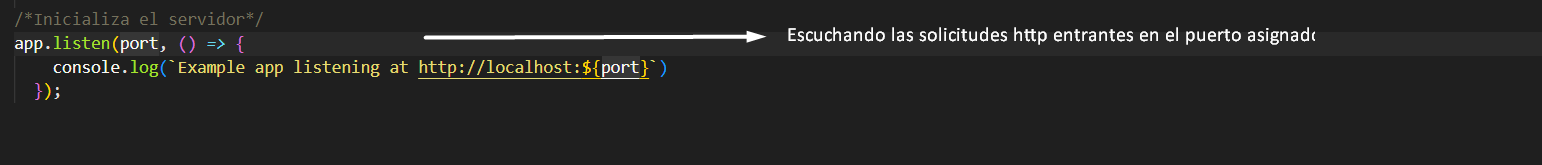 /*Inicializa el servidor*/
app.listen(port, () => {
Escuchando las solicitudes http entrantes en el puerto asignado
console.log(`Example app listening at http://localhost:${port}`)
});